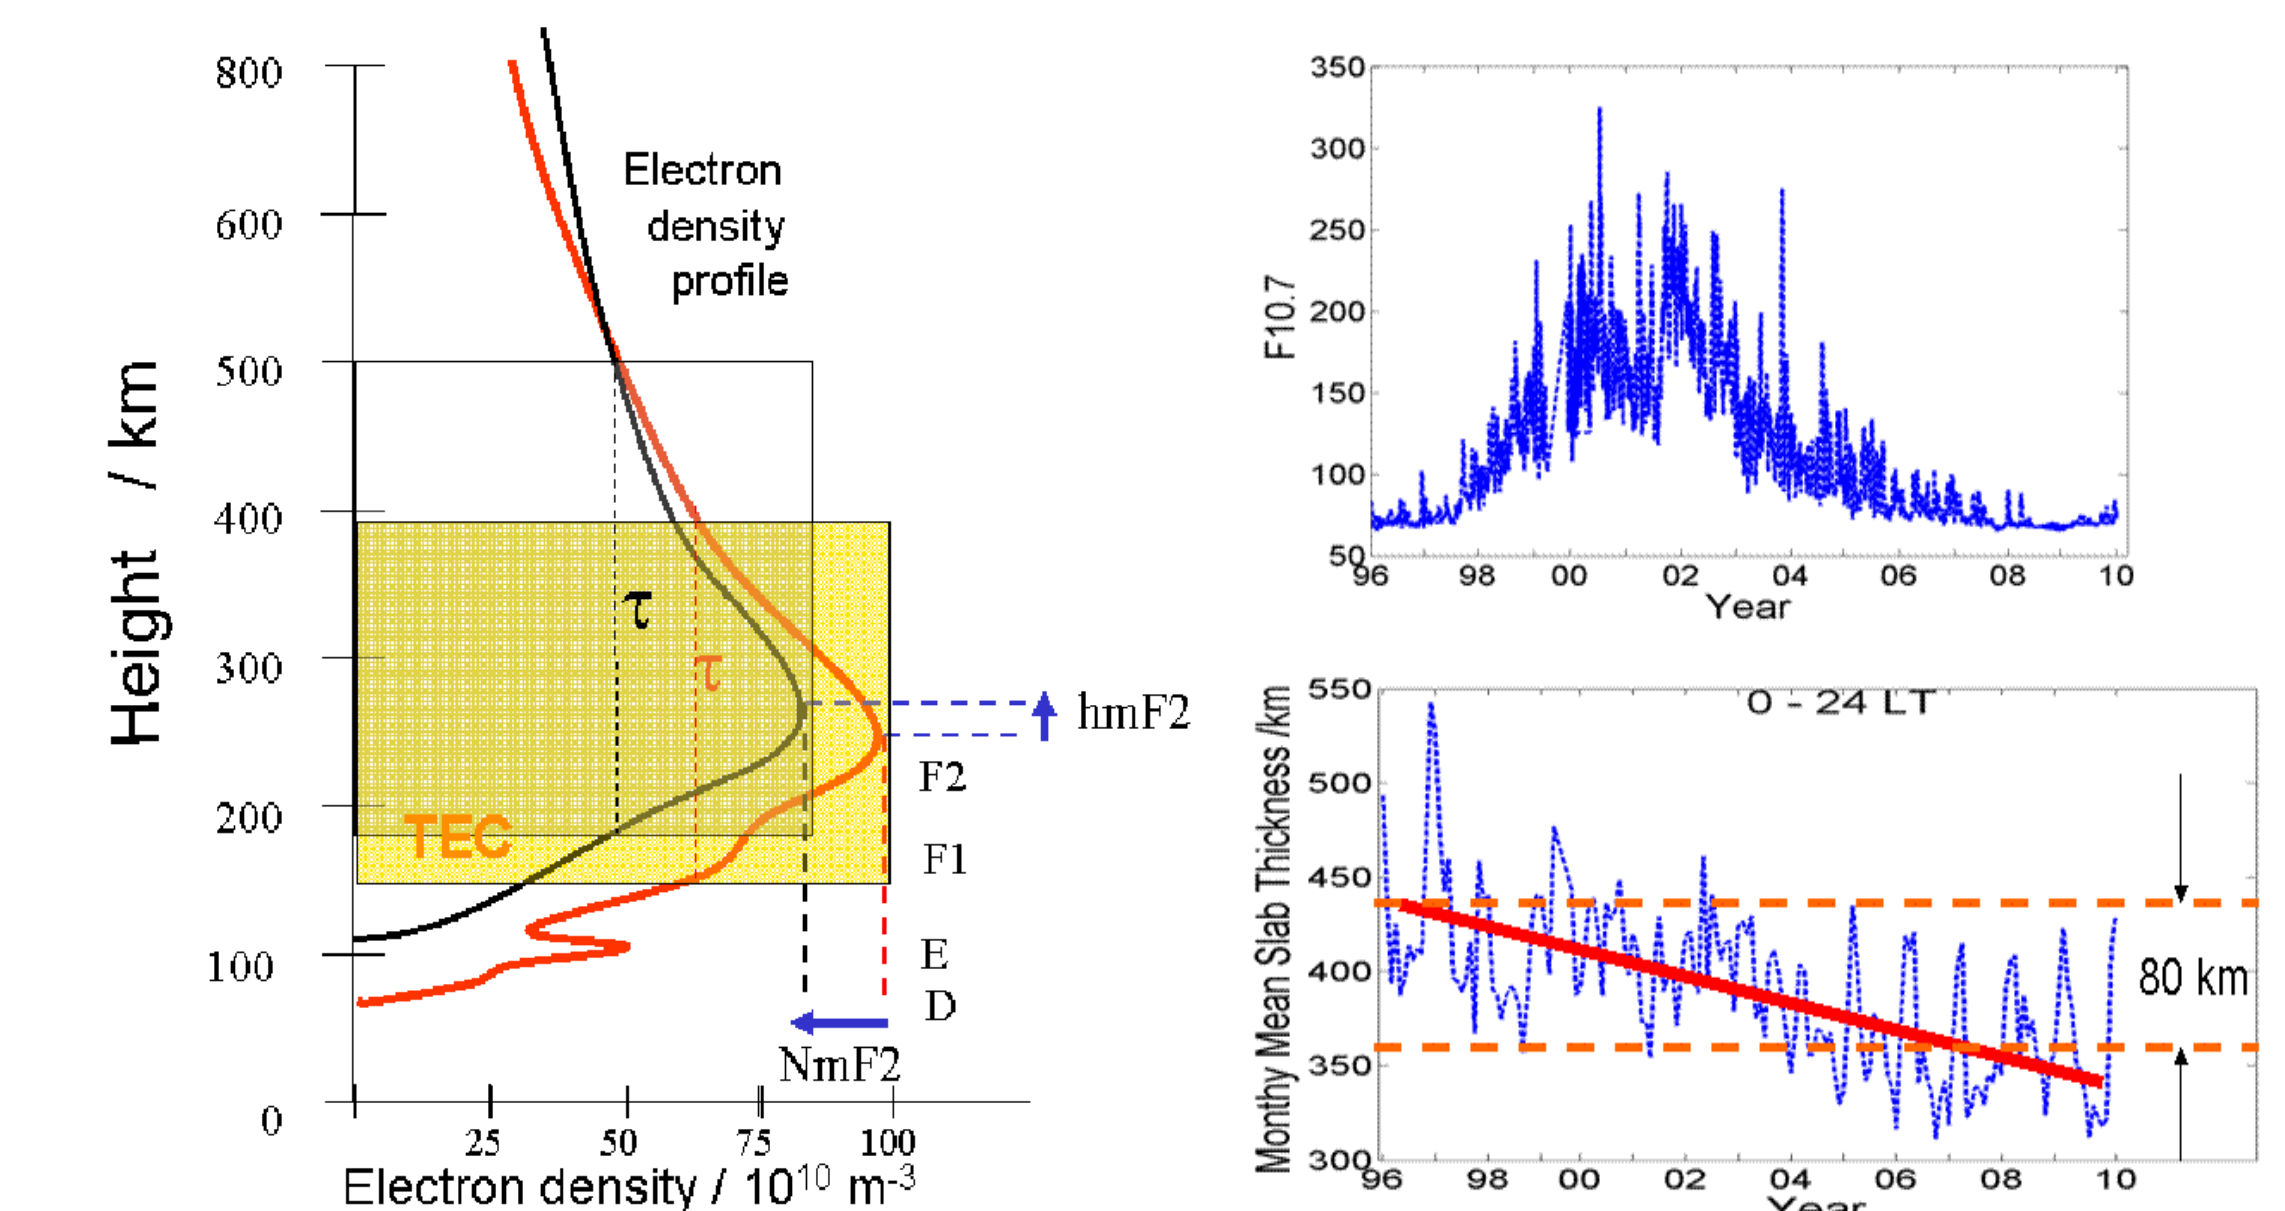 800
600
500
400
300
200
100
0
Height / km
Electron
density
profile
τ
τ
TEC
hmF2
F2
F1
E
D
NmF2
25 50 75 100
Electron density / 10¹⁰ m⁻³
350
300
250
200
150
100
50
F10.7
96 98 00 02 04 06 08 10
Year
550
500
450
400
350
300
Monthy Mean Slab Thickness /km
0 - 24 LT
80 km
96 98 00 02 04 06 08 10
Year